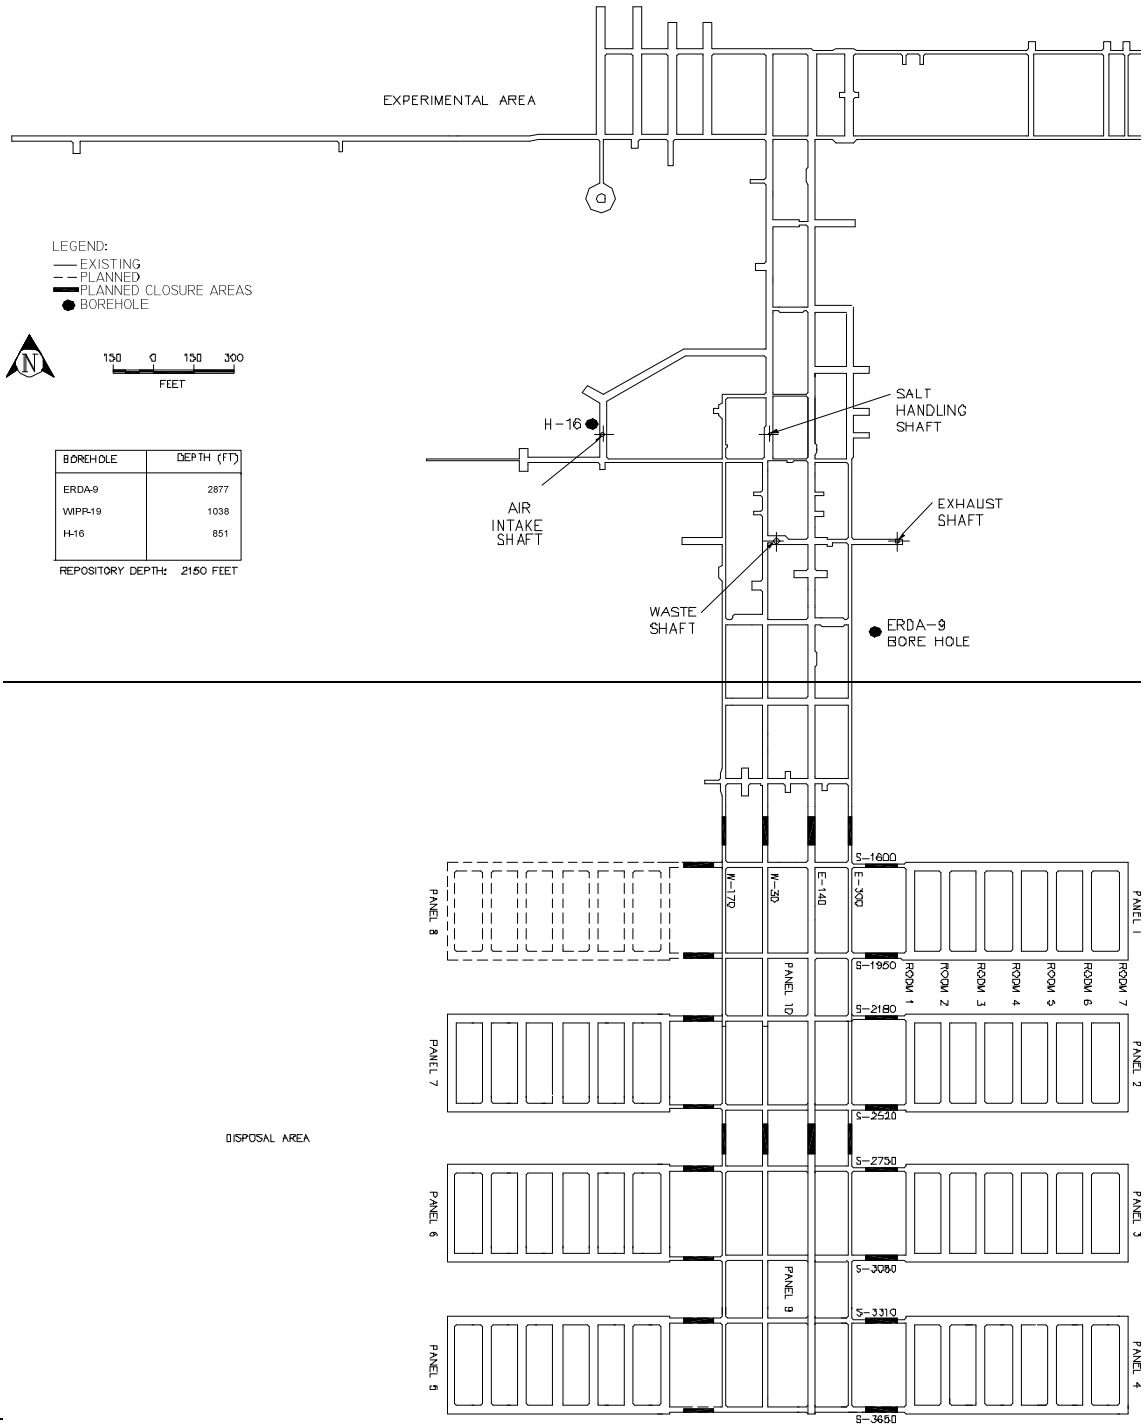 EXPERIMENTAL AREA
LEGEND:
EXISTING
PLANNED
PLANNED CLOSURE AREAS
BOREHOLE
N
150 0 150 300
FEET
BOREHOLE DEPTH (FT)
ERDA-9 2877
WIPP-19 1038
H-16 851
REPOSITORY DEPTH: 2150 FEET
H-16
SALT
HANDLING
SHAFT
AIR
INTAKE
SHAFT
EXHAUST
SHAFT
WASTE
SHAFT
ERDA-9
BORE HOLE
S-1600
W-170
W-30
E-140
E-300
PANEL 8
PANEL 1
S-1950
PANEL 10
ROOM 1
ROOM 2
ROOM 3
ROOM 4
ROOM 5
ROOM 6
ROOM 7
S-2180
PANEL 7
PANEL 2
S-2520
DISPOSAL AREA
S-2750
PANEL 6
PANEL 3
S-3080
PANEL 9
S-3310
PANEL 5
PANEL 4
S-3650